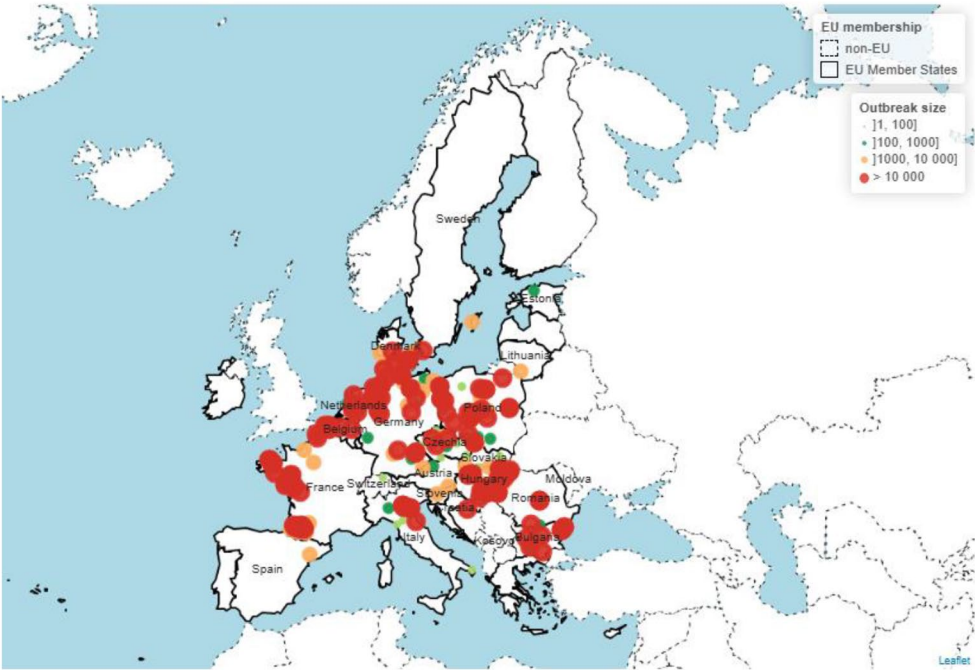 EU membership
non-EU
EU Member States
Outbreak size
]1, 100]
]100, 1000]
]1000, 10 000]
> 10 000
Sweden
Estonia
Denmark
Lithuania
Netherlands
Poland
Germany
Belgium
Czechia
Slovakia
Austria
France
Switzerland
Hungary
Moldova
Slovenia
Romania
Italy
Kosovo
Bulgaria
Spain
Leaflet